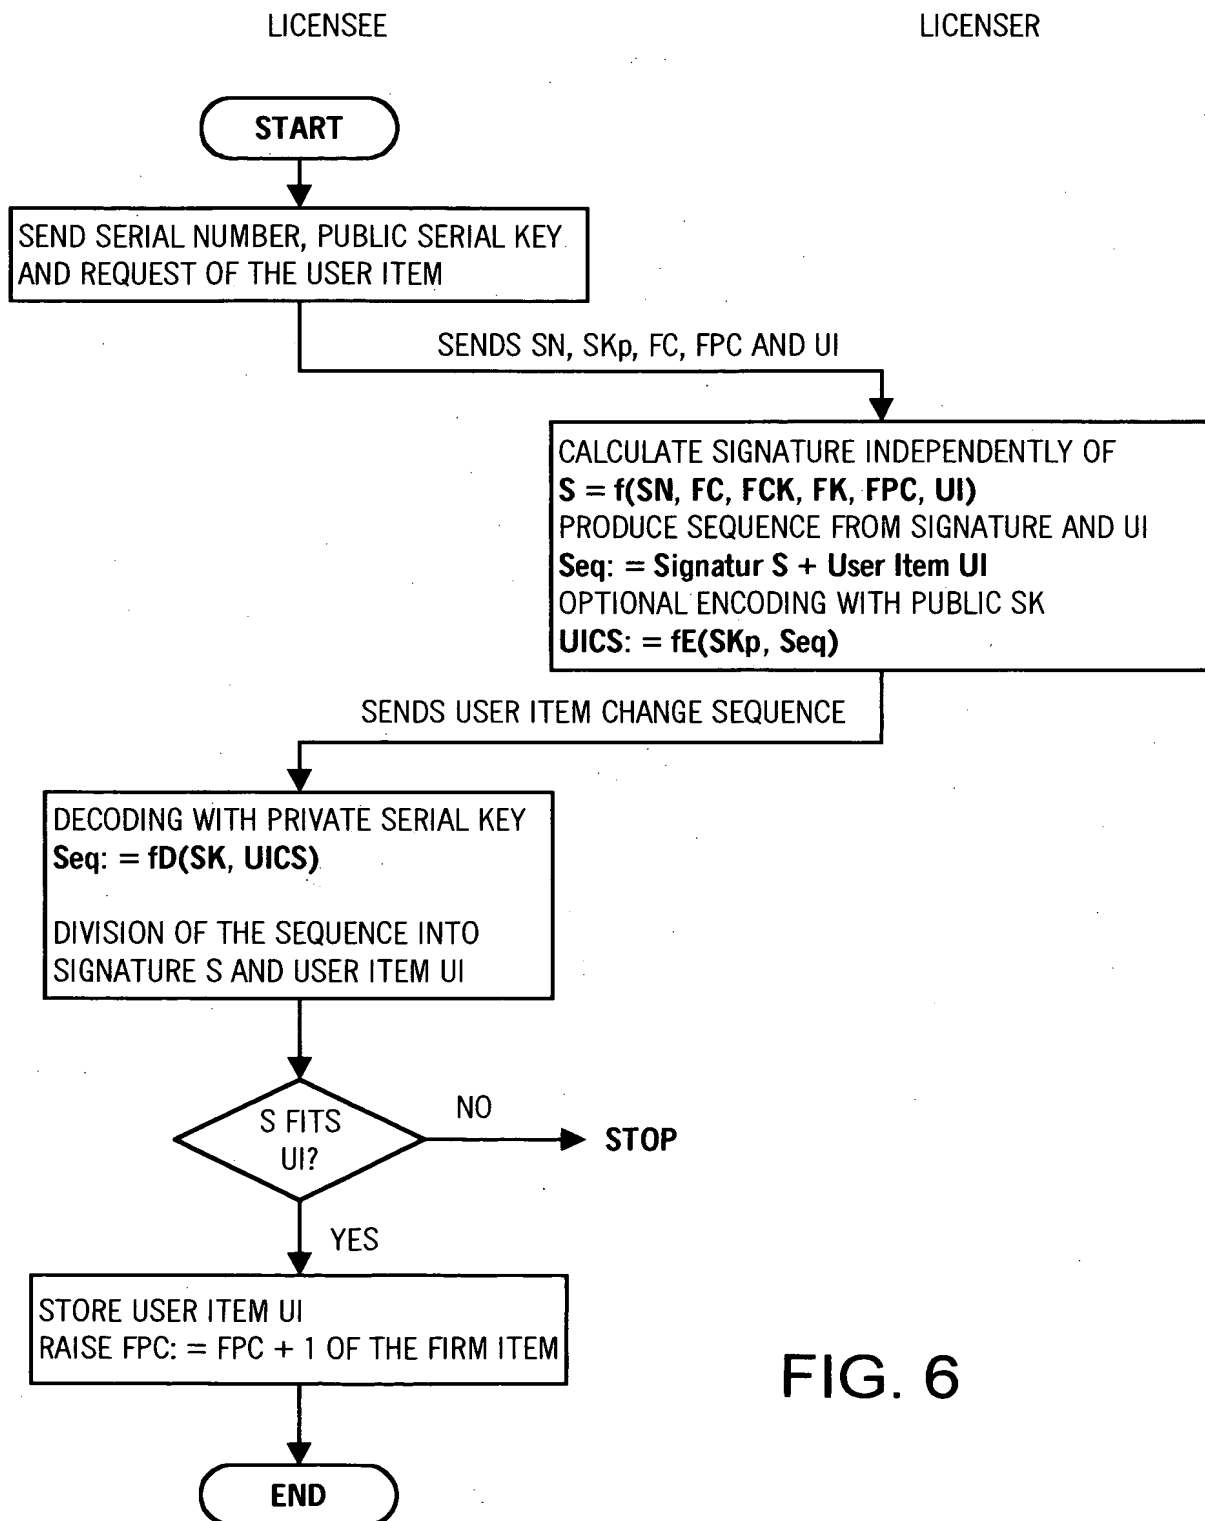 LICENSEE
LICENSER
START
SEND SERIAL NUMBER, PUBLIC SERIAL KEY
AND REQUEST OF THE USER ITEM
SENDS SN, SKp, FC, FPC AND UI
CALCULATE SIGNATURE INDEPENDENTLY OF
S = f(SN, FC, FCK, FK, FPC, UI)
PRODUCE SEQUENCE FROM SIGNATURE AND UI
Seq: = Signatur S + User Item UI
OPTIONAL ENCODING WITH PUBLIC SK
UICS: = fE(SKp, Seq)
SENDS USER ITEM CHANGE SEQUENCE
DECODING WITH PRIVATE SERIAL KEY
Seq: = fD(SK, UICS)
DIVISION OF THE SEQUENCE INTO
SIGNATURE S AND USER ITEM UI
S FITS
UI?
NO
STOP
YES
STORE USER ITEM UI
RAISE FPC: = FPC + 1 OF THE FIRM ITEM
FIG. 6
END